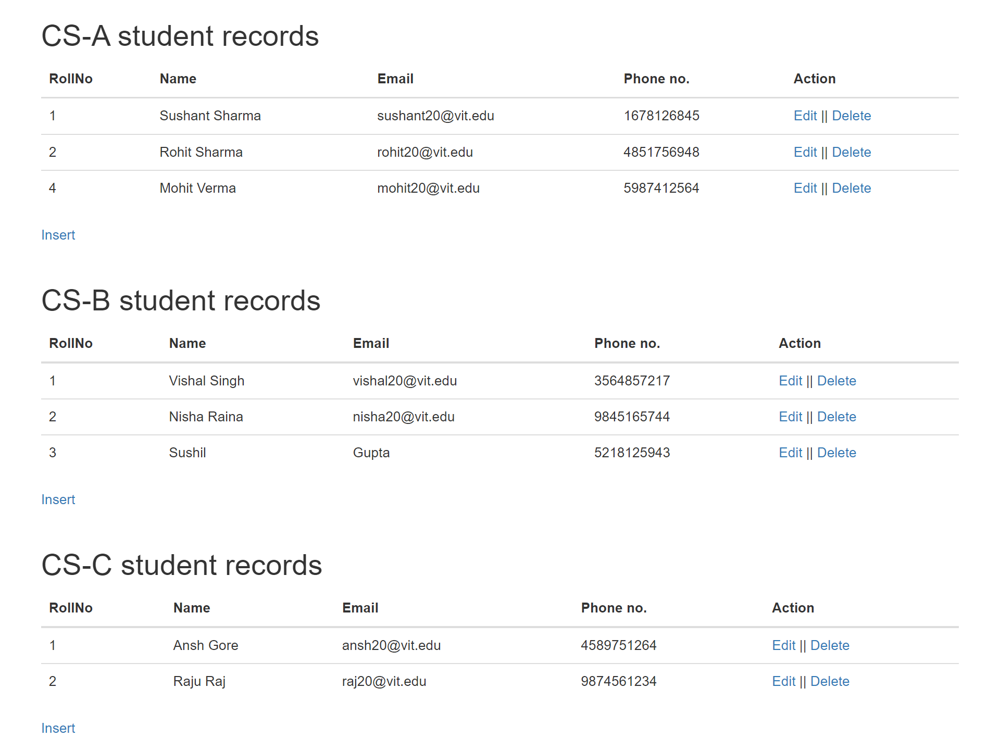 CS-A student records
RollNo Name Email Phone no. Action
1 Sushant Sharma sushant20@vit.edu 1678126845 Edit || Delete
2 Rohit Sharma rohit20@vit.edu 4851756948 Edit || Delete
4 Mohit Verma mohit20@vit.edu 5987412564 Edit || Delete
Insert
CS-B student records
RollNo Name Email Phone no. Action
1 Vishal Singh vishal20@vit.edu 3564857217 Edit || Delete
2 Nisha Raina nisha20@vit.edu 9845165744 Edit || Delete
3 Sushil Gupta 5218125943 Edit || Delete
Insert
CS-C student records
RollNo Name Email Phone no. Action
1 Ansh Gore ansh20@vit.edu 4589751264 Edit || Delete
2 Raju Raj raj20@vit.edu 9874561234 Edit || Delete
Insert